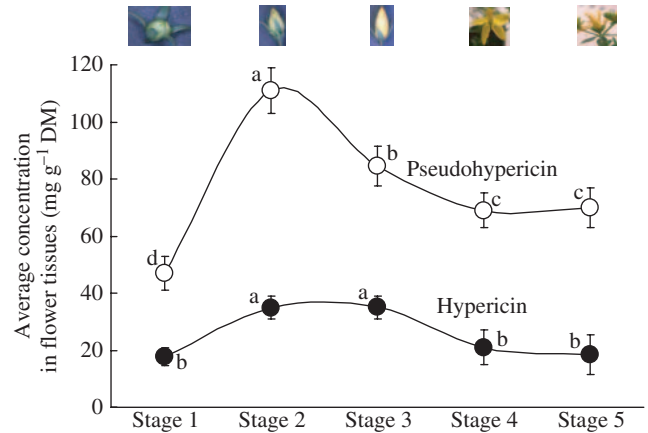 Average concentration
in flower tissues (mg g⁻¹ DM)
120
100
80
60
40
20
0
a
b
Pseudohypericin
c
c
d
a
a
Hypericin
b
b
b
Stage 1
Stage 2
Stage 3
Stage 4
Stage 5